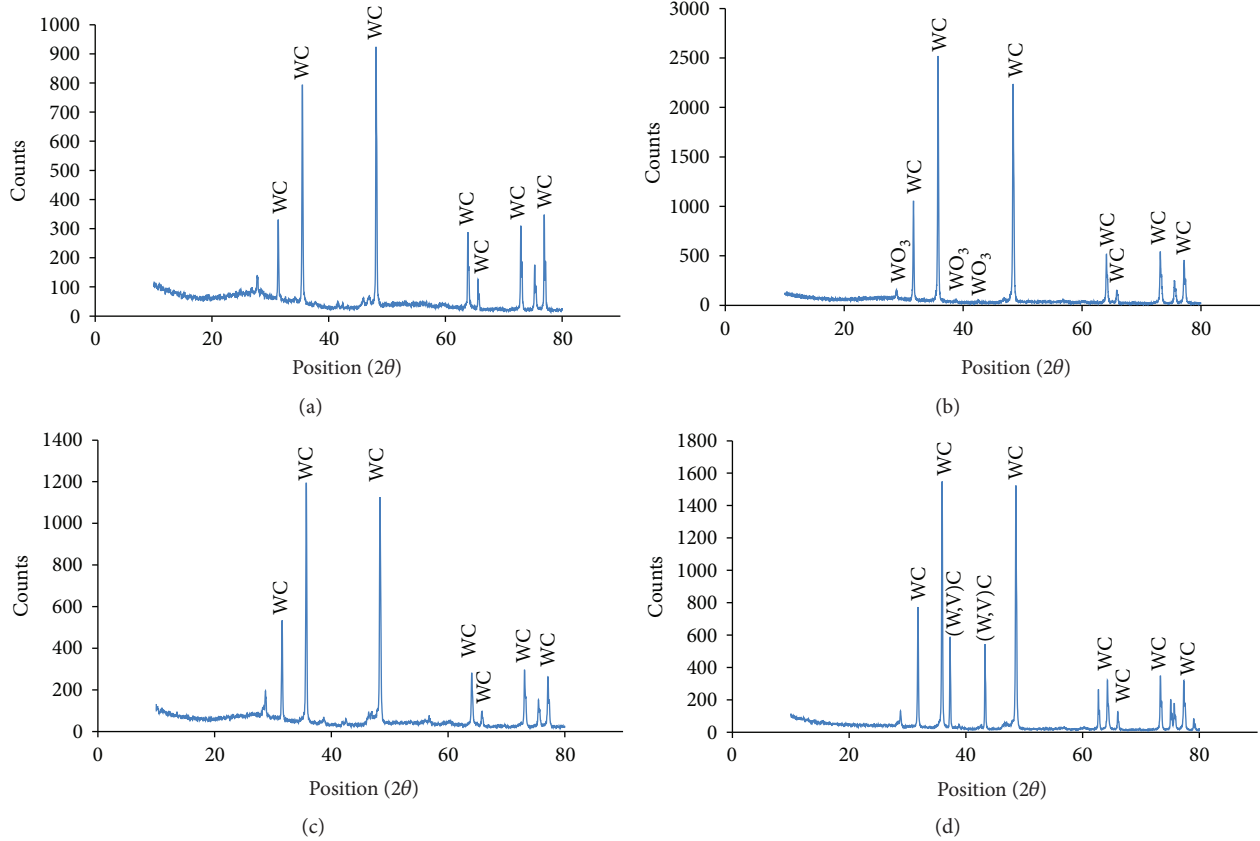 1000
900
800
700
600
500
400
300
200
100
0
Counts
WC
WC
WC
WC
WC
WC
WC
0
20
40
60
80
Position (2θ)
(a)
3000
2500
2000
1500
1000
500
0
Counts
WO3
WC
WC
WO3
WO3
WC
WC
WC
WC
WC
0
20
40
60
80
Position (2θ)
(b)
1400
1200
1000
800
600
400
200
0
Counts
WC
WC
WC
WC
WC
WC
WC
0
20
40
60
80
Position (2θ)
(c)
1800
1600
1400
1200
1000
800
600
400
200
0
Counts
WC
WC
(W,V)C
(W,V)C
WC
WC
WC
WC
WC
0
20
40
60
80
Position (2θ)
(d)